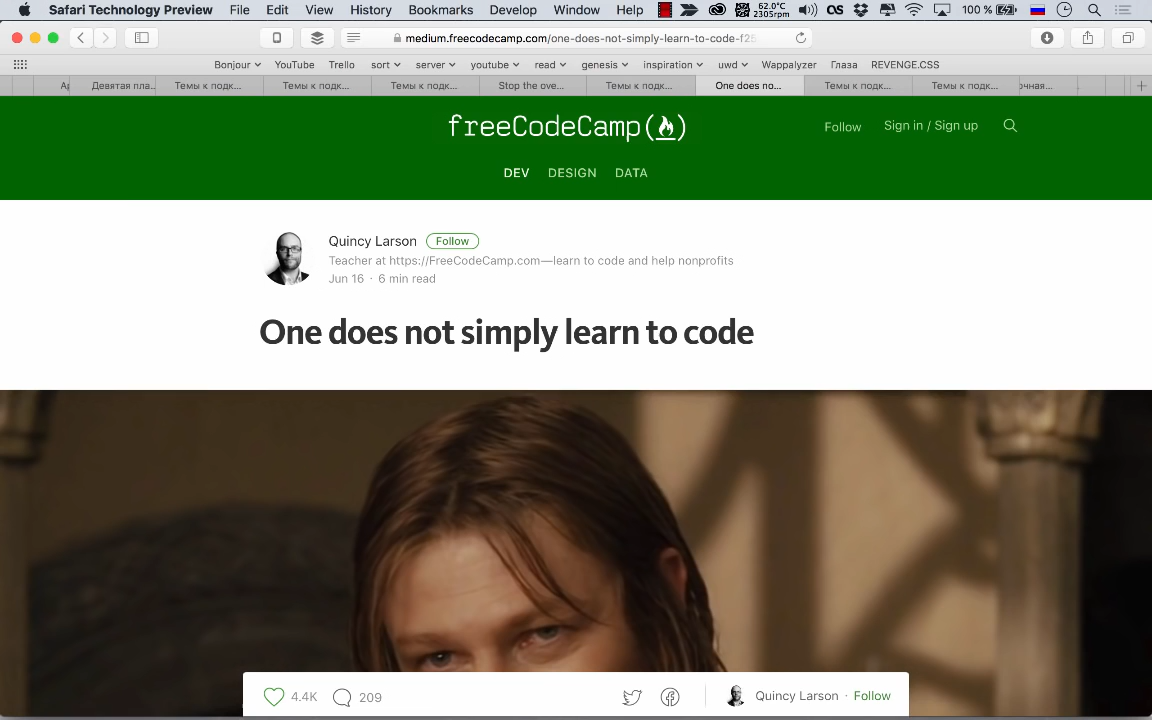 Safari Technology Preview File Edit View History Bookmarks Develop Window Help 62.0°C 2305rpm 100 %
medium.freecodecamp.com/one-does-not-simply-learn-to-code-f
Bonjour YouTube Trello sort server youtube read genesis inspiration uwd Wappalyzer Глаза REVENGE.CSS
Девятая пла... Темы к подк... Темы к подк... Темы к подк... Stop the ove... Темы к подк... One does no... Темы к подк... Темы к подк...
freeCodeCamp
Follow Sign in / Sign up
DEV DESIGN DATA
Quincy Larson Follow
Teacher at https://FreeCodeCamp.com—learn to code and help nonprofits
Jun 16 · 6 min read
One does not simply learn to code
4.4K 209 Quincy Larson · Follow